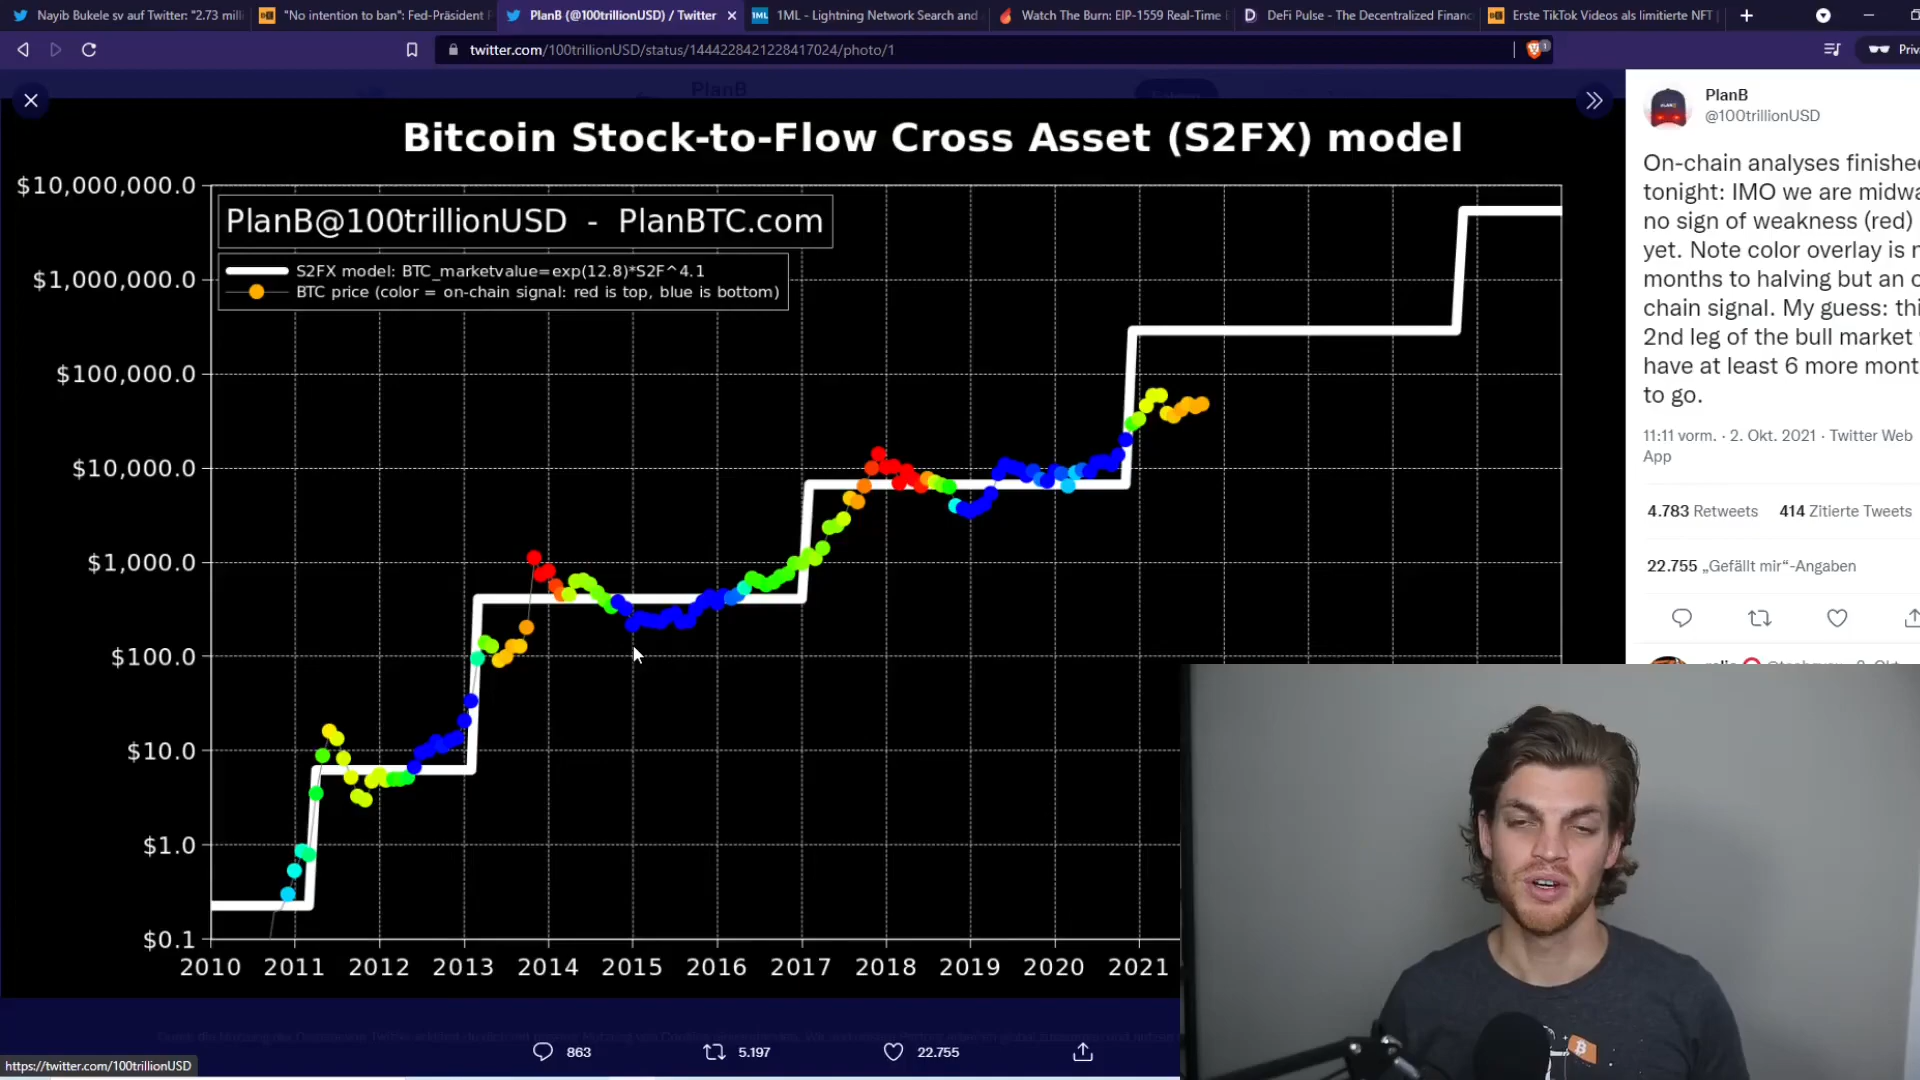 Nayib Bukele sv auf Twitter: "2.73 mill
"No intention to ban": Fed-Präsident
PlanB (@100trillionUSD) / Twitter
1ML - Lightning Network Search and
Watch The Burn: EIP-1559 Real-Time
DeFi Pulse - The Decentralized Financ
Erste TikTok Videos als limitierte NFT
twitter.com/100trillionUSD/status/1444228421228417024/photo/1
1
Priv
PlanB
Bitcoin Stock-to-Flow Cross Asset (S2FX) model
PlanB@100trillionUSD - PlanBTC.com
S2FX model: BTC_marketvalue=exp(12.8)*S2F^4.1
BTC price (color = on-chain signal: red is top, blue is bottom)
$10,000,000.0
$1,000,000.0
$100,000.0
$10,000.0
$1,000.0
$100.0
$10.0
$1.0
$0.1
2010 2011 2012 2013 2014 2015 2016 2017 2018 2019 2020 2021
863 5.197 22.755
https://twitter.com/100trillionUSD
PlanB
@100trillionUSD
On-chain analyses finished
tonight: IMO we are midwa
no sign of weakness (red)
yet. Note color overlay is n
months to halving but an o
chain signal. My guess: thi
2nd leg of the bull market
have at least 6 more mont
to go.
11:11 vorm. · 2. Okt. 2021 · Twitter Web
App
4.783 Retweets 414 Zitierte Tweets
22.755 „Gefällt mir“-Angaben